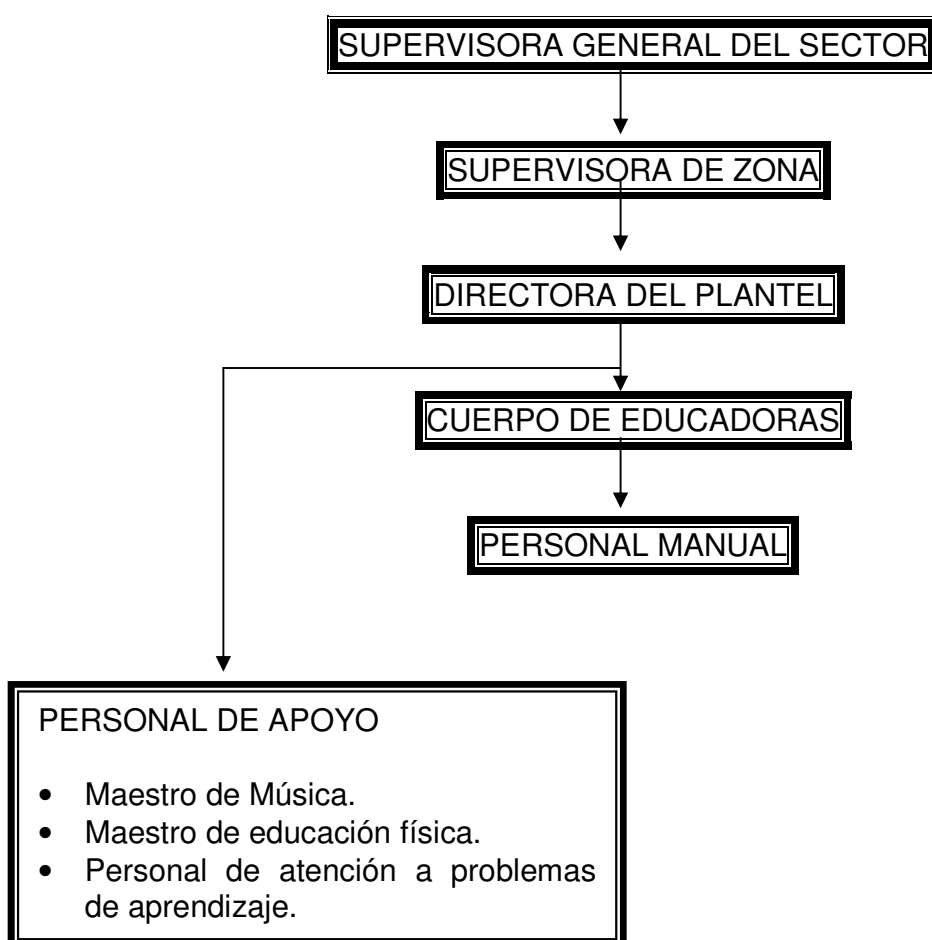 SUPERVISORA GENERAL DEL SECTOR
SUPERVISORA DE ZONA
DIRECTORA DEL PLANTEL
CUERPO DE EDUCADORAS
PERSONAL MANUAL
PERSONAL DE APOYO
• Maestro de Música.
• Maestro de educación física.
• Personal de atención a problemas
de aprendizaje.